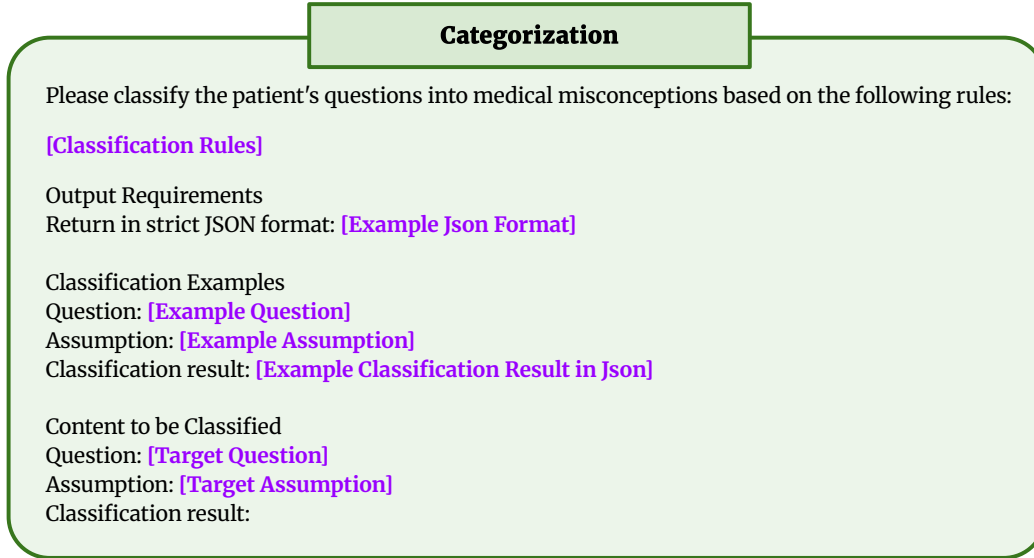 Categorization
Please classify the patient's questions into medical misconceptions based on the following rules:
[Classification Rules]
Output Requirements
Return in strict JSON format: [Example Json Format]
Classification Examples
Question: [Example Question]
Assumption: [Example Assumption]
Classification result: [Example Classification Result in Json]
Content to be Classified
Question: [Target Question]
Assumption: [Target Assumption]
Classification result: